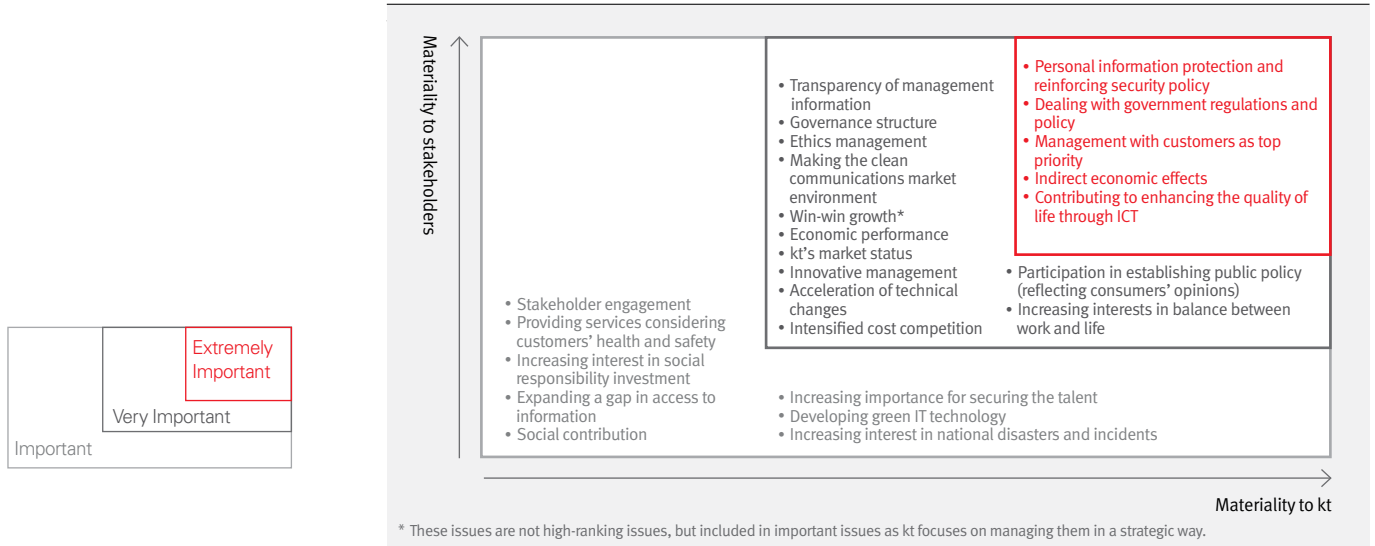 Extremely
Important
Very Important
Important
Materiality to stakeholders
• Transparency of management
information
• Governance structure
• Ethics management
• Making the clean
communications market
environment
• Win-win growth*
• Economic performance
• kt's market status
• Innovative management
• Acceleration of technical
changes
• Intensified cost competition
• Personal information protection and
reinforcing security policy
• Dealing with government regulations and
policy
• Management with customers as top
priority
• Indirect economic effects
• Contributing to enhancing the quality of
life through ICT
• Participation in establishing public policy
(reflecting consumers' opinions)
• Increasing interests in balance between
work and life
• Stakeholder engagement
• Providing services considering
customers' health and safety
• Increasing interest in social
responsibility investment
• Expanding a gap in access to
information
• Social contribution
• Increasing importance for securing the talent
• Developing green IT technology
• Increasing interest in national disasters and incidents
Materiality to kt
* These issues are not high-ranking issues, but included in important issues as kt focuses on managing them in a strategic way.